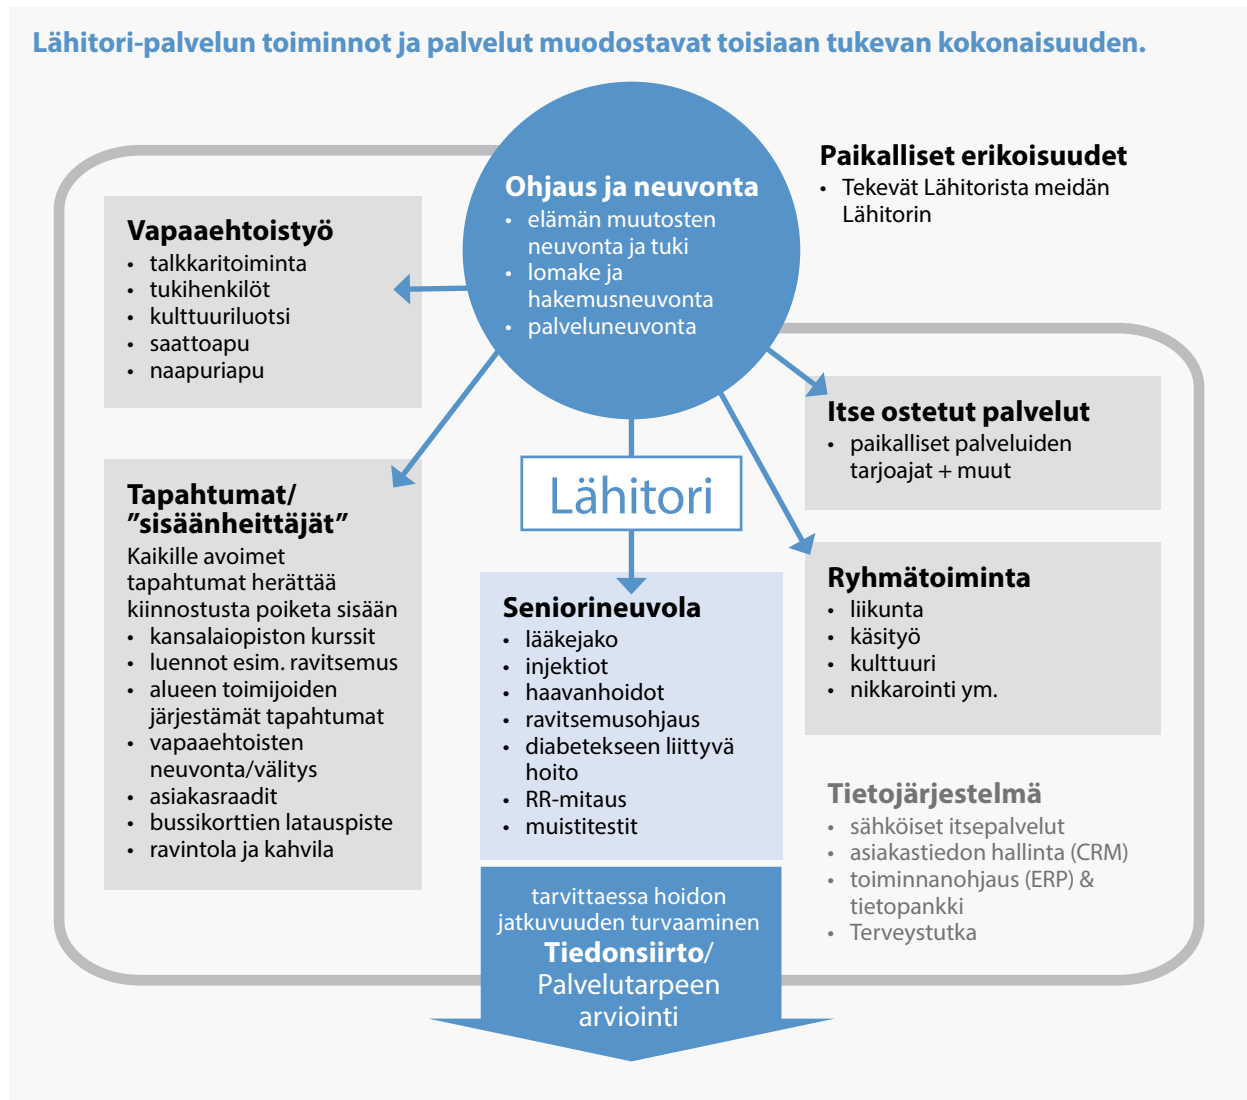 Lähitori-palvelun toiminnot ja palvelut muodostavat toisiaan tukevan kokonaisuuden.
Ohjaus ja neuvonta
• elämän muutosten
neuvonta ja tuki
• lomake ja
hakemusneuvonta
• palveluneuvonta
Paikalliset erikoisuudet
• Tekevät Lähitorista meidän
Lähitorin
Vapaaehtoistyö
• talkkaritoiminta
• tukihenkilöt
• kulttuuriluotsi
• saattoapu
• naapuriapu
Tapahtumat/
”sisäänheittäjät”
Kaikille avoimet
tapahtumat herättää
kiinnostusta poiketa sisään
• kansalaiopiston kurssit
• luennot esim. ravitsemus
• alueen toimijoiden
järjestämät tapahtumat
• vapaaehtoisten
neuvonta/välitys
• asiakasraadit
• bussikorttien latauspiste
• ravintola ja kahvila
Lähitori
Seniorineuvola
• lääkejako
• injektiot
• haavanhoidot
• ravitsemusohjaus
• diabetekseen liittyvä
hoito
• RR-mitaus
• muistitestit
tarvittaessa hoidon
jatkuvuuden turvaaminen
Tiedonsiirto/
Palvelutarpeen
arviointi
Itse ostetut palvelut
• paikalliset palveluiden
tarjoajat + muut
Ryhmätoiminta
• liikunta
• käsityö
• kulttuuri
• nikkarointi ym.
Tietojärjestelmä
• sähköiset itsepalvelut
• asiakastiedon hallinta (CRM)
• toiminnanohjaus (ERP) &
tietopankki
• Terveystutka